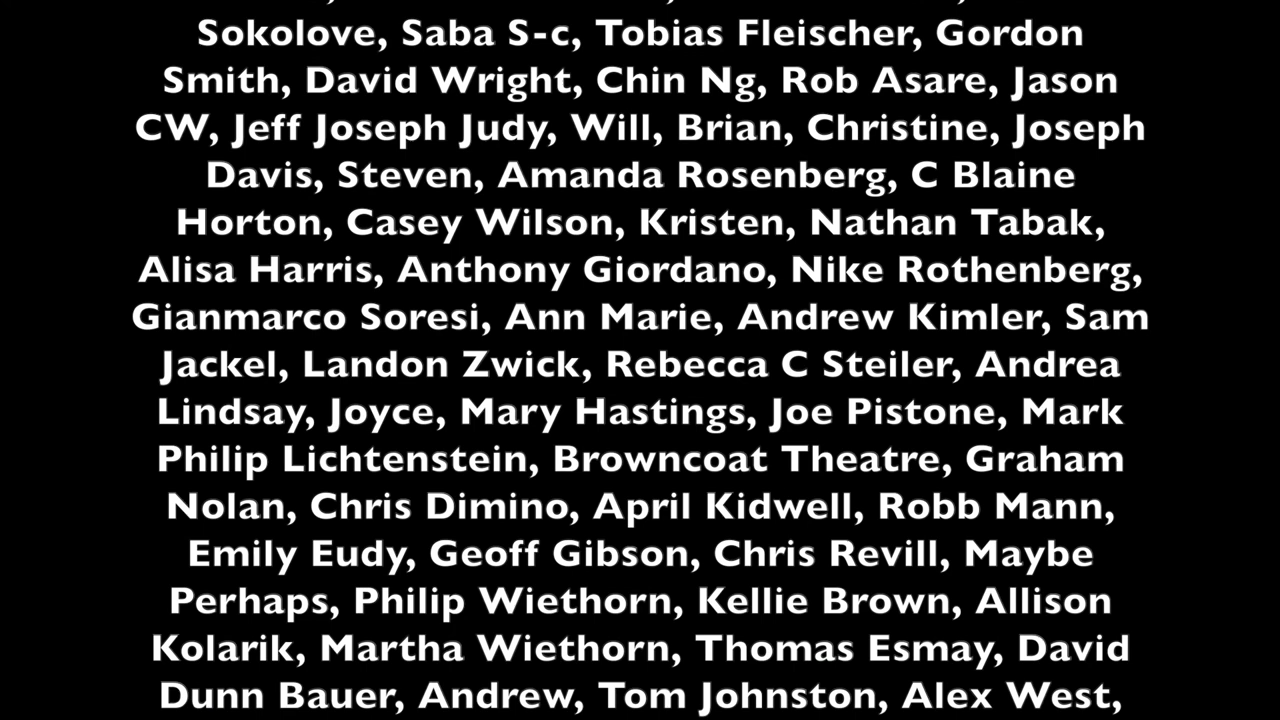 Sokolove, Saba S-c, Tobias Fleischer, Gordon
Smith, David Wright, Chin Ng, Rob Asare, Jason
CW, Jeff Joseph Judy, Will, Brian, Christine, Joseph
Davis, Steven, Amanda Rosenberg, C Blaine
Horton, Casey Wilson, Kristen, Nathan Tabak,
Alisa Harris, Anthony Giordano, Nike Rothenberg,
Gianmarco Soresi, Ann Marie, Andrew Kimler, Sam
Jackel, Landon Zwick, Rebecca C Steiler, Andrea
Lindsay, Joyce, Mary Hastings, Joe Pistone, Mark
Philip Lichtenstein, Browncoat Theatre, Graham
Nolan, Chris Dimino, April Kidwell, Robb Mann,
Emily Eudy, Geoff Gibson, Chris Revill, Maybe
Perhaps, Philip Wiethorn, Kellie Brown, Allison
Kolarik, Martha Wiethorn, Thomas Esmay, David
Dunn Bauer, Andrew, Tom Johnston, Alex West,